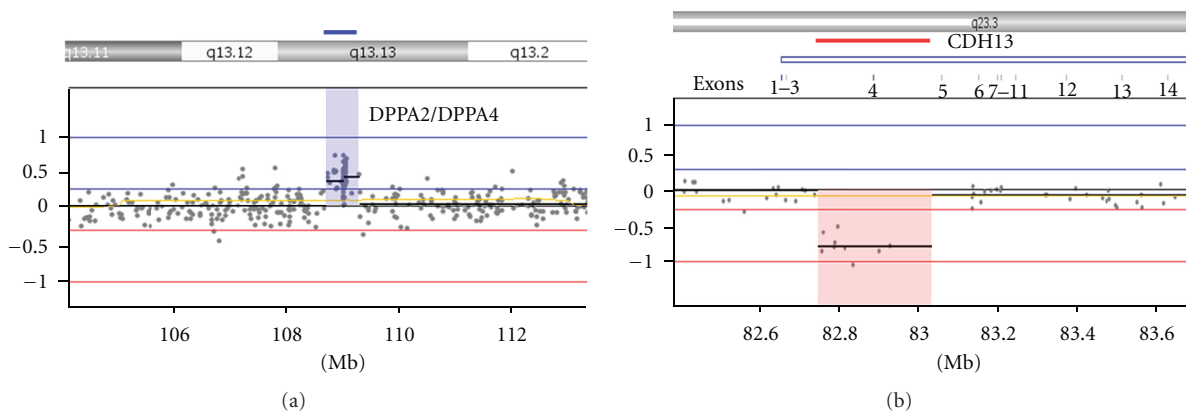 q13.11 q13.12 q13.13 q13.2
DPPA2/DPPA4
1
0.5
0
−0.5
−1
106 108 110 112
(Mb)
(a)
q23.3
CDH13
Exons 1–3 4 5 6 7–11 12 13 14
1
0.5
0
−0.5
−1
82.6 82.8 83 83.2 83.4 83.6
(Mb)
(b)